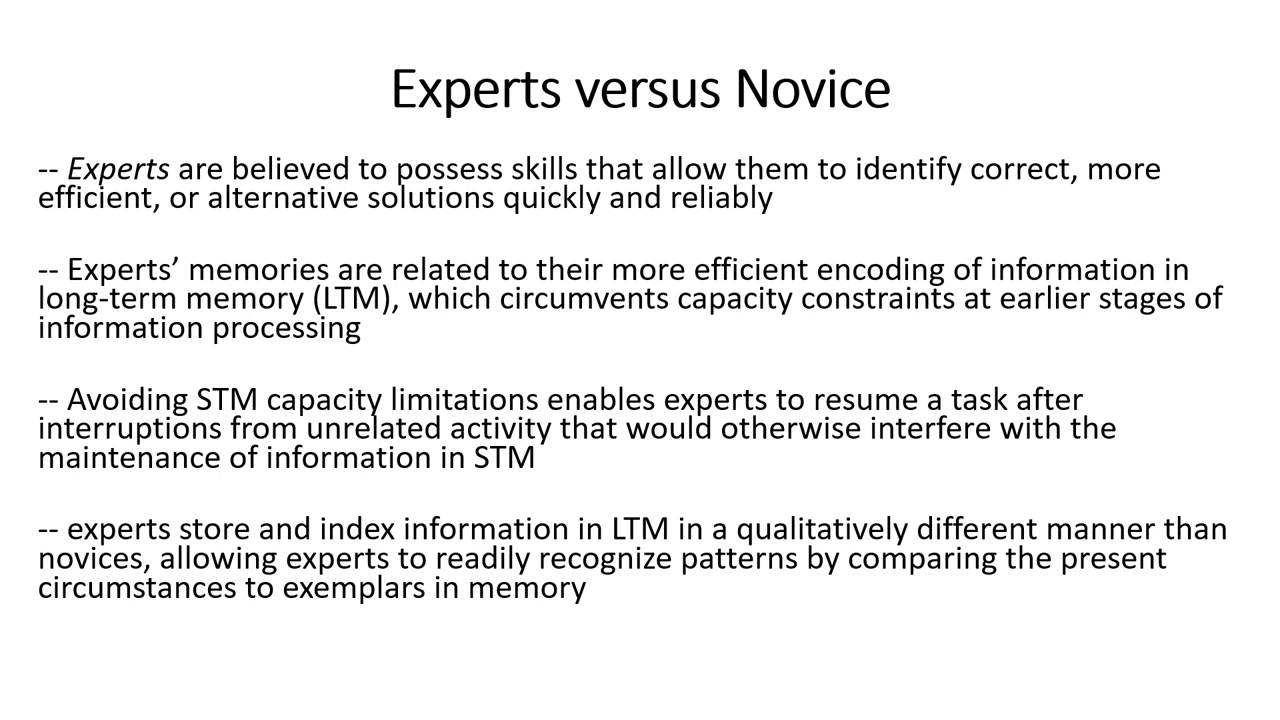 Experts versus Novice
-- Experts are believed to possess skills that allow them to identify correct, more
efficient, or alternative solutions quickly and reliably
-- Experts’ memories are related to their more efficient encoding of information in
long-term memory (LTM), which circumvents capacity constraints at earlier stages of
information processing
-- Avoiding STM capacity limitations enables experts to resume a task after
interruptions from unrelated activity that would otherwise interfere with the
maintenance of information in STM
-- experts store and index information in LTM in a qualitatively different manner than
novices, allowing experts to readily recognize patterns by comparing the present
circumstances to exemplars in memory